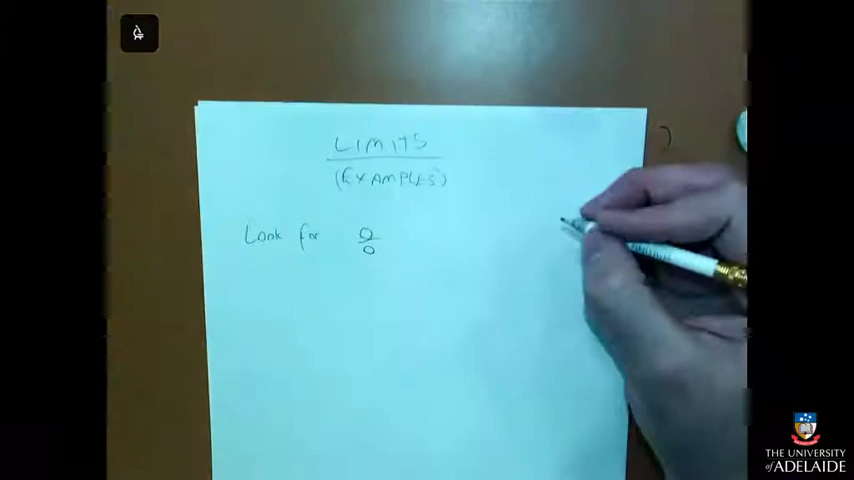 LIMITS
(EXAMPLES)
Look for 0/0
THE UNIVERSITY
of ADELAIDE